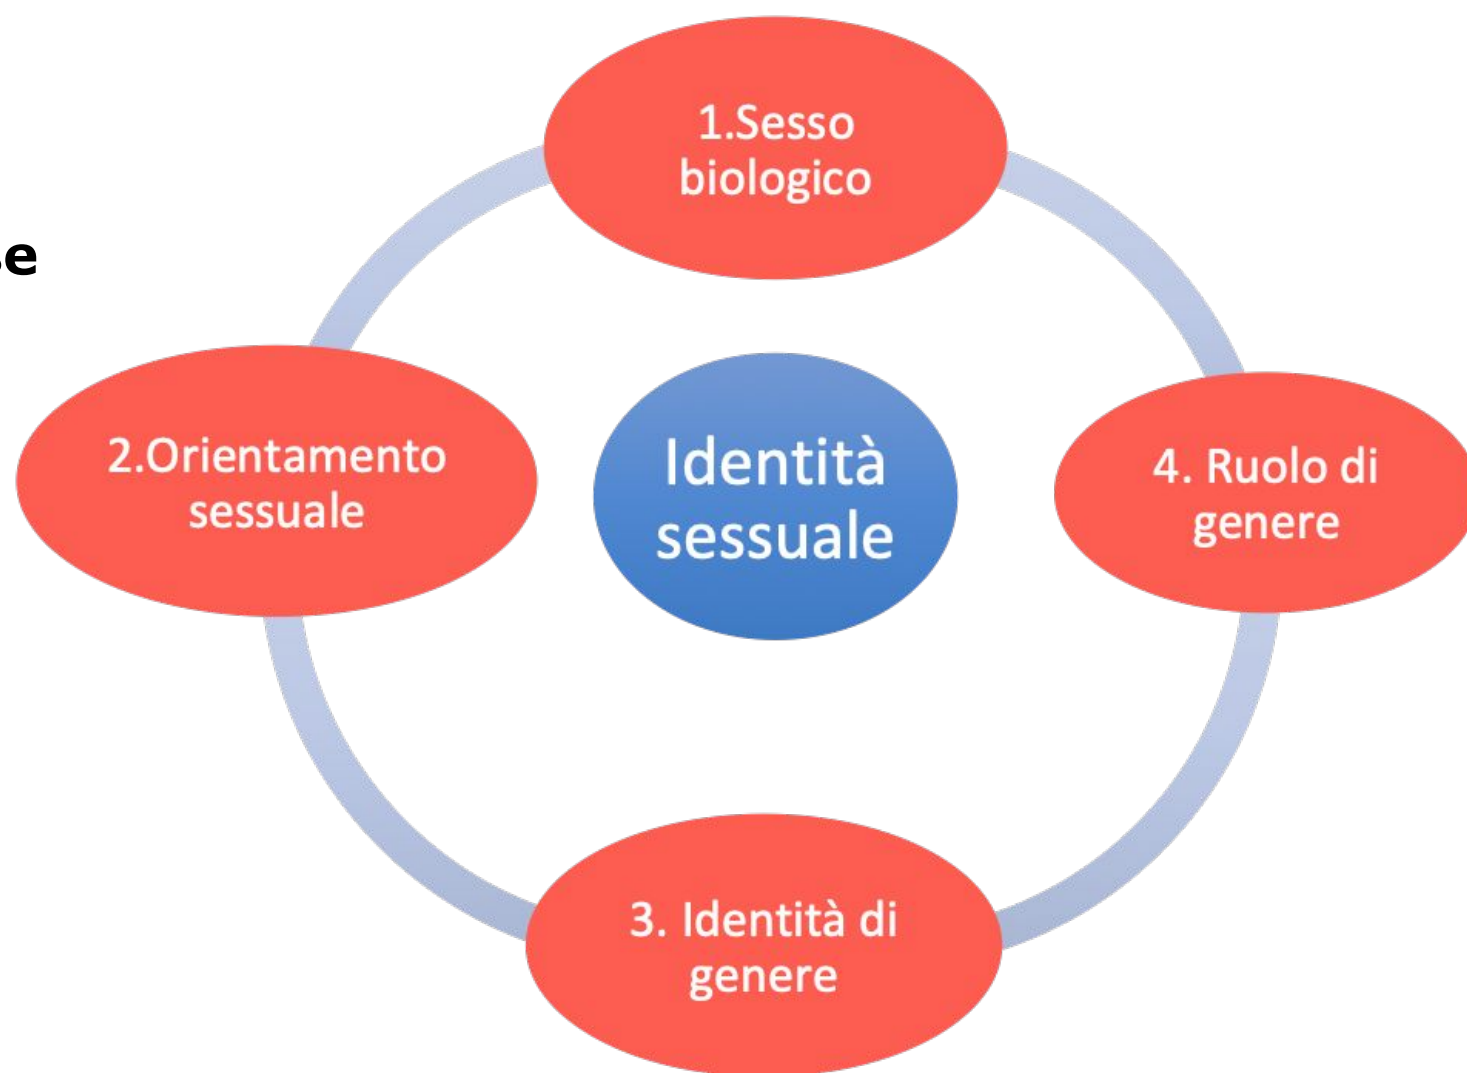 1.Sesso
biologico
2.Orientamento
sessuale
Identità
sessuale
4. Ruolo di
genere
3. Identità di
genere